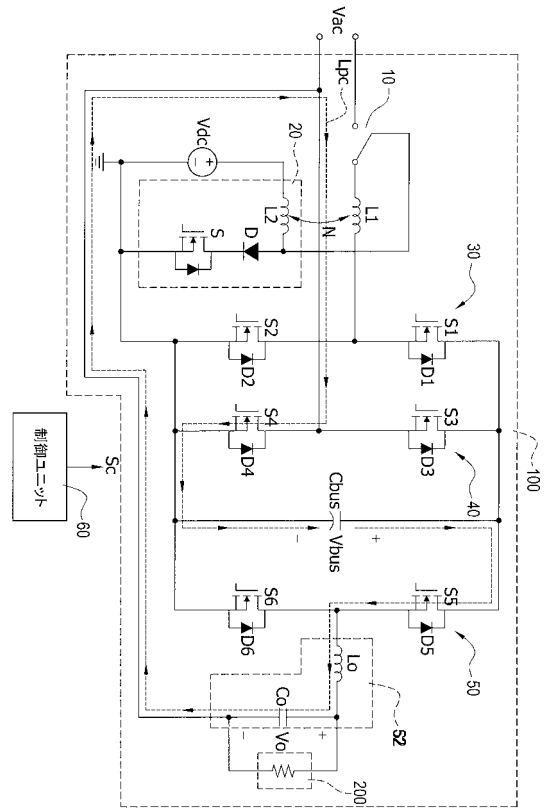 Vac
Lpc
10
Vdc
+
−
20
L1
N
L2
D
S
30
S1
D1
S2
D2
S3
D3
S4
D4
40
100
Cbus
+
Vbus
−
S5
D5
S6
D6
50
Lo
52
Co
+
Vo
−
200
Sc
制御ユニット
60